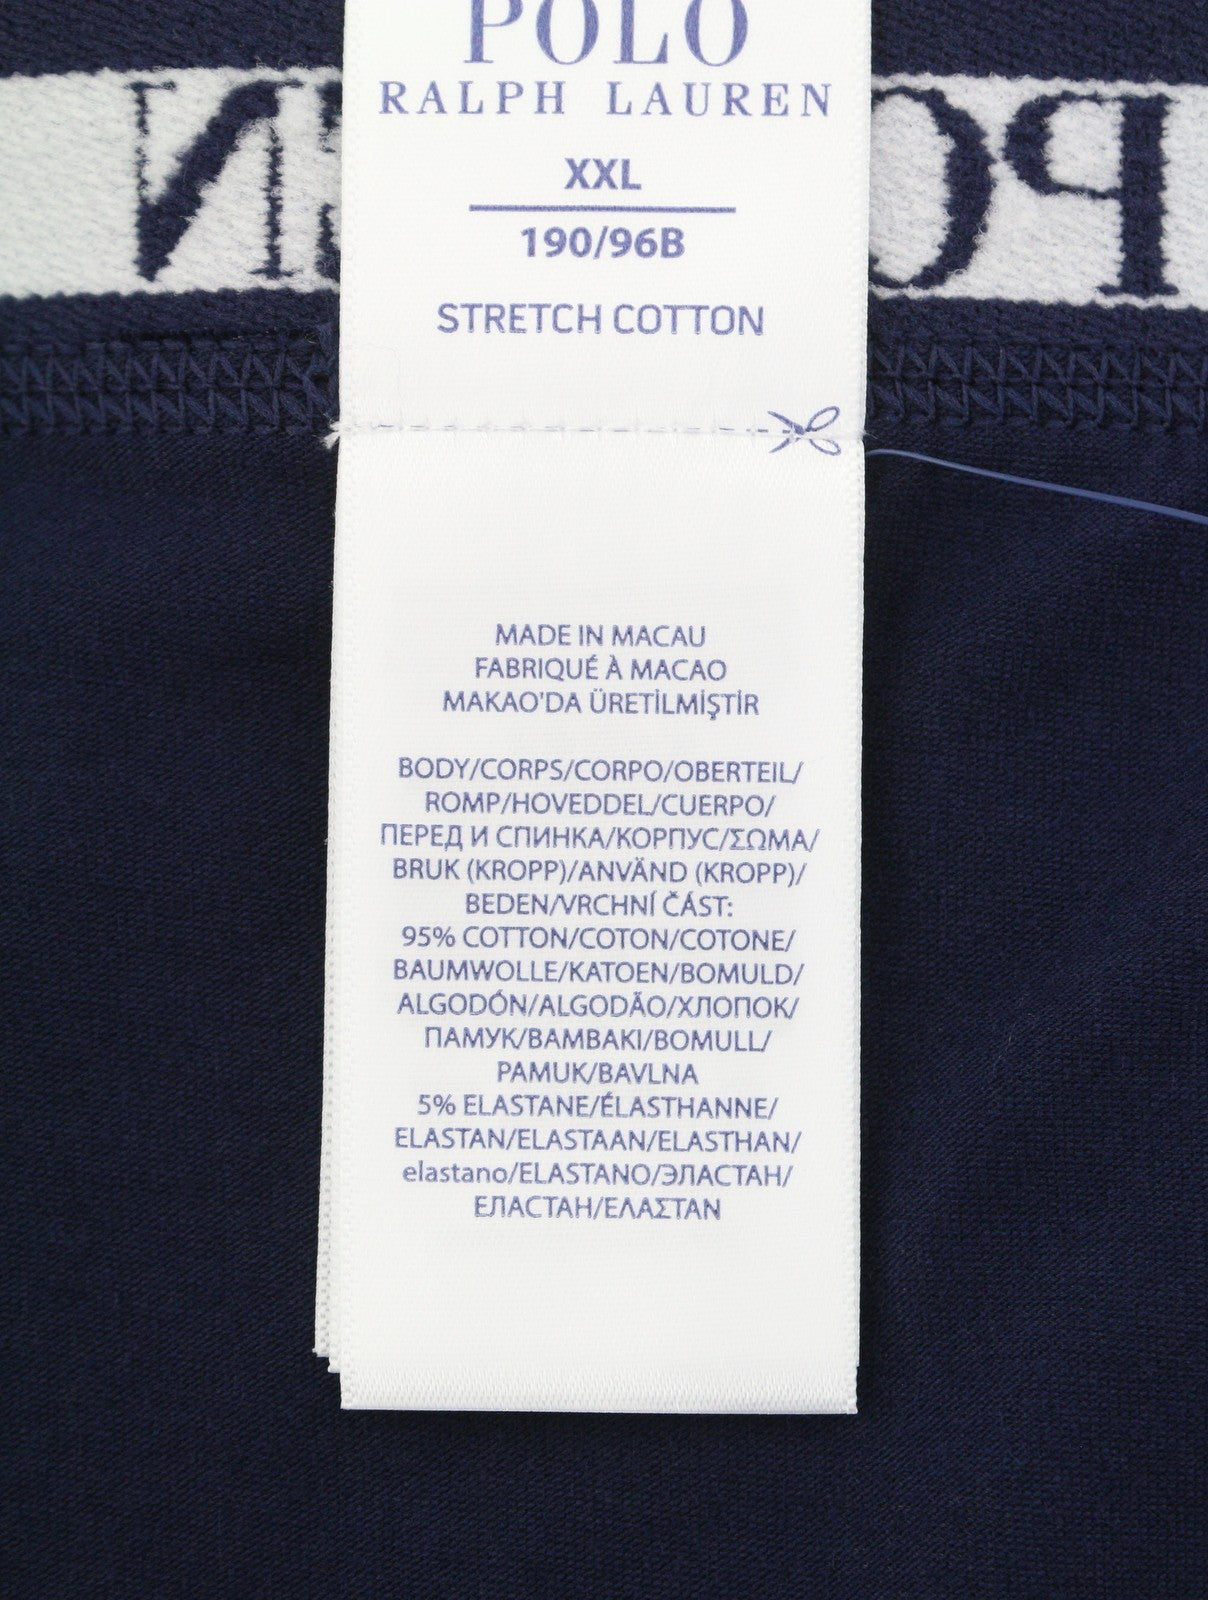 POLO
RALPH LAUREN
XXL
190/96B
STRETCH COTTON
MADE IN MACAU
FABRIQUÉ À MACAO
MAKAO'DA ÜRETİLMİŞTİR
BODY/CORPS/CORPO/OBERTEIL/
ROMP/HOVEDDEL/CUERPO/
ПЕРЕД И СПИНКА/КОРПУС/ΣΩΜΑ/
BRUK (KROPP)/ANVÄND (KROPP)/
BEDEN/VRCHNÍ ČÁST:
95% COTTON/COTON/COTONE/
BAUMWOLLE/KATOEN/BOMULD/
ALGODÓN/ALGODÃO/ХЛОПОК/
ПАМУК/ΒΑΜΒΑΚΙ/BOMULL/
PAMUK/BAVLNA
5% ELASTANE/ÉLASTHANNE/
ELASTAN/ELASTAAN/ELASTHAN/
elastano/ELASTANO/ЭЛАСТАН/
ЕЛАСТАН/ΕΛΑΣΤΑΝ